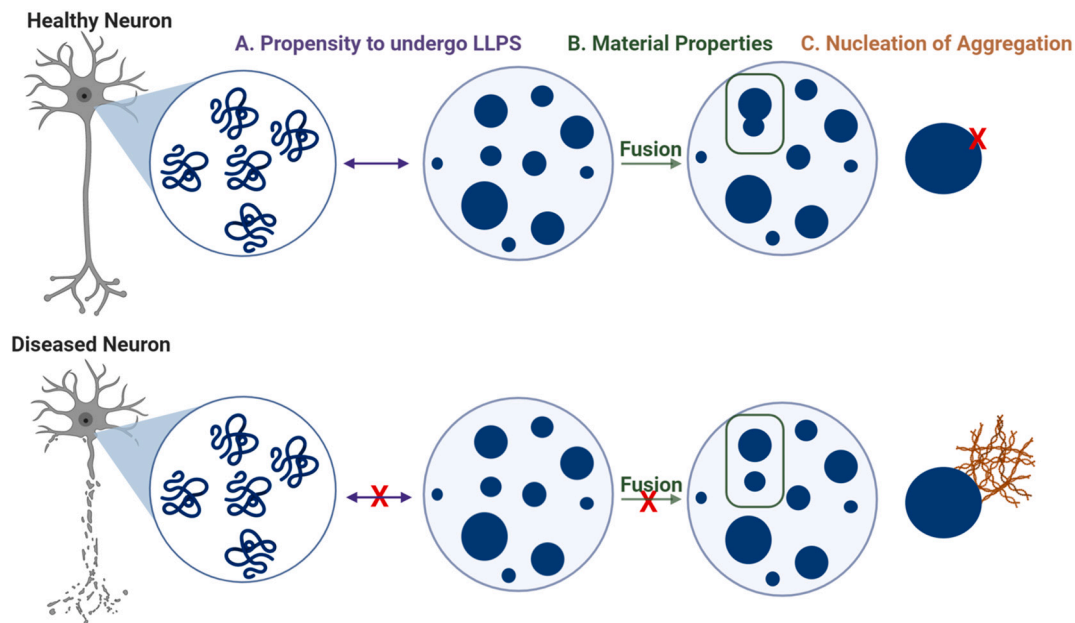 Healthy Neuron
A. Propensity to undergo LLPS
B. Material Properties
C. Nucleation of Aggregation
Fusion
X
Diseased Neuron
X
Fusion
X